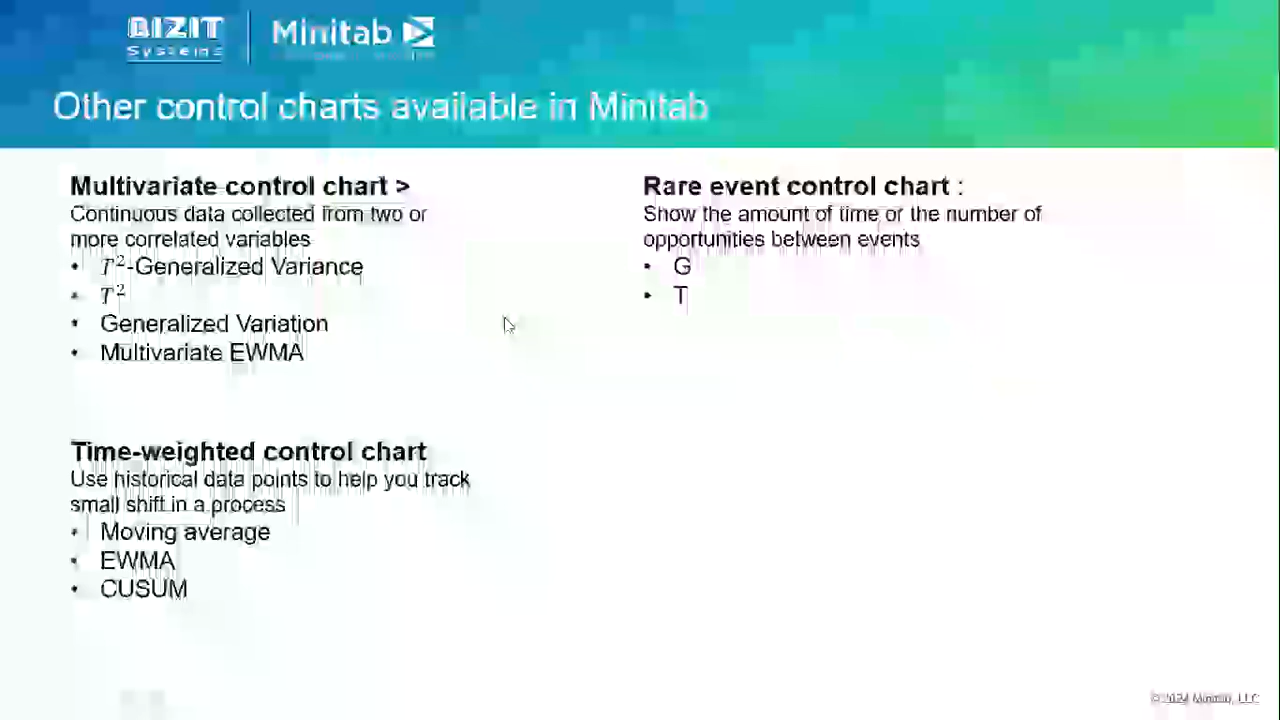 BIZIT
Systems
Minitab
Other control charts available in Minitab
Multivariate control chart >
Continuous data collected from two or
more correlated variables
• T²-Generalized Variance
• T²
• Generalized Variation
• Multivariate EWMA
Time-weighted control chart
Use historical data points to help you track
small shift in a process
• Moving average
• EWMA
• CUSUM
Rare event control chart :
Show the amount of time or the number of
opportunities between events
• G
• T
© 2024 Minitab, LLC